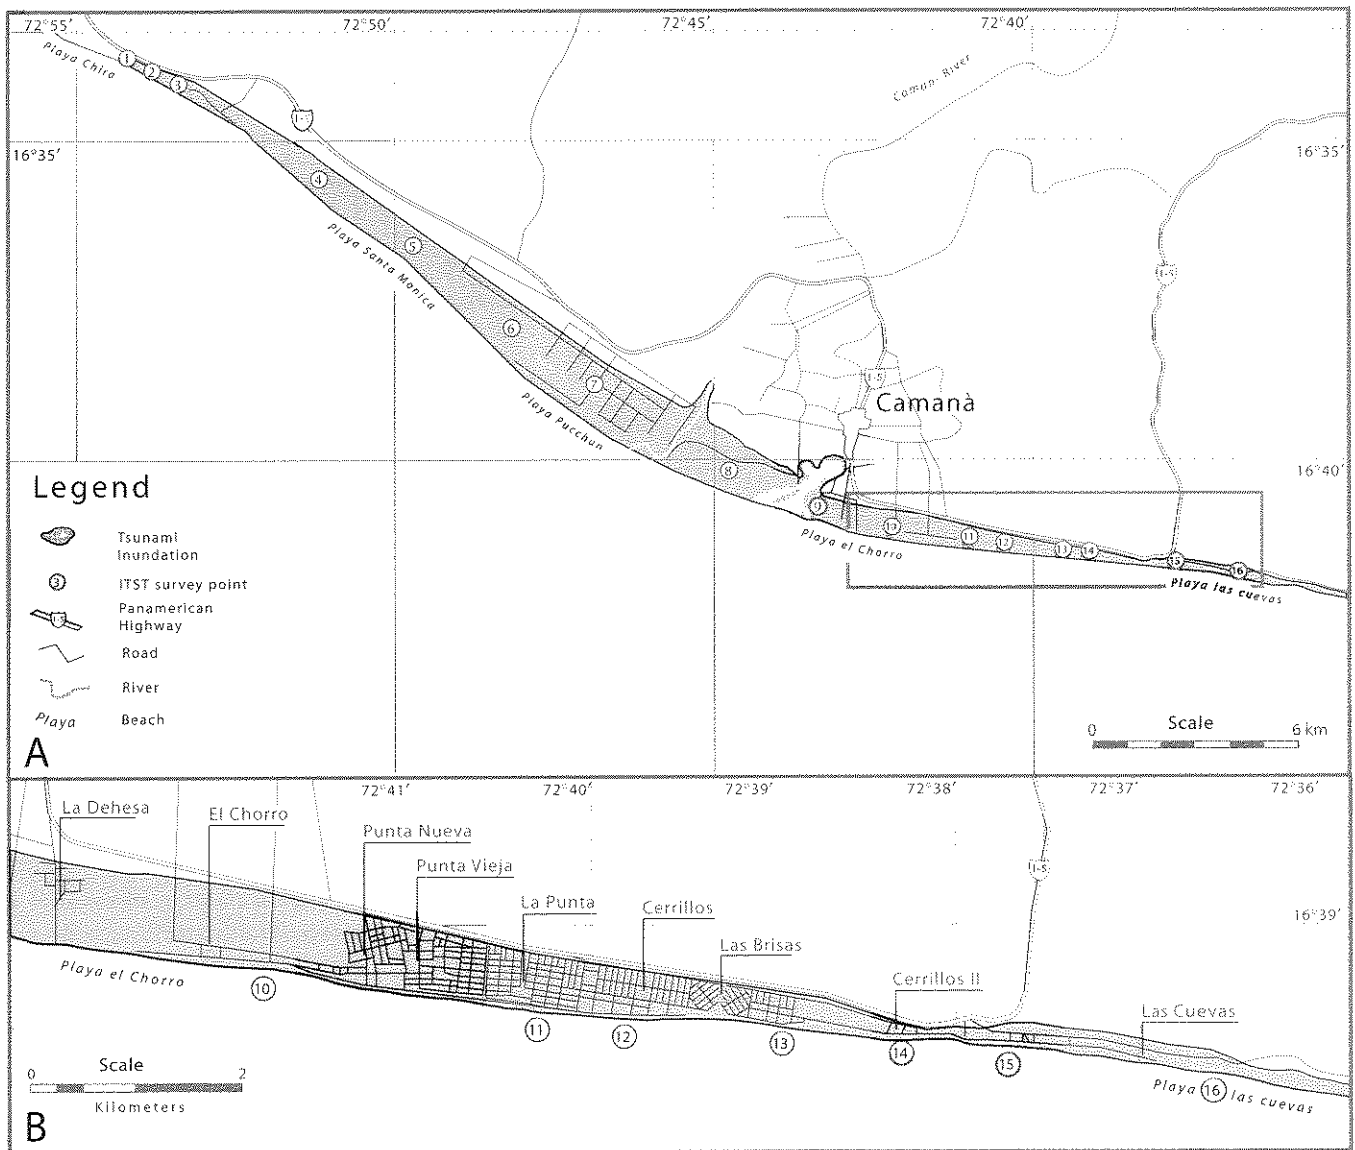 72°55′ 72°50′ 72°45′ 72°40′
Playa Chira
1
2
3
I-5
Caman- River
16°35′ 16°35′
4
Playa Santa Monica
5
I-5
6
7
Playa Pucchun
I-5
Camanà
8
16°40′
9
10
11
12
13
14
15
16
Playa el Chorro
Playa las cuevas
Legend
Tsunami
Inundation
3 ITST survey point
I-5 Panamerican
Highway
Road
River
Playa Beach
A
Scale
0 6 km
72°41′ 72°40′ 72°39′ 72°38′ 72°37′ 72°36′
La Dehesa
El Chorro
Punta Nueva
Punta Vieja
La Punta
Cerrillos
Las Brisas
I-5
16°39′
Cerrillos II
Las Cuevas
Playa el Chorro
10
11
12
13
14
15
Playa 16 las cuevas
Scale
0 2
Kilometers
B